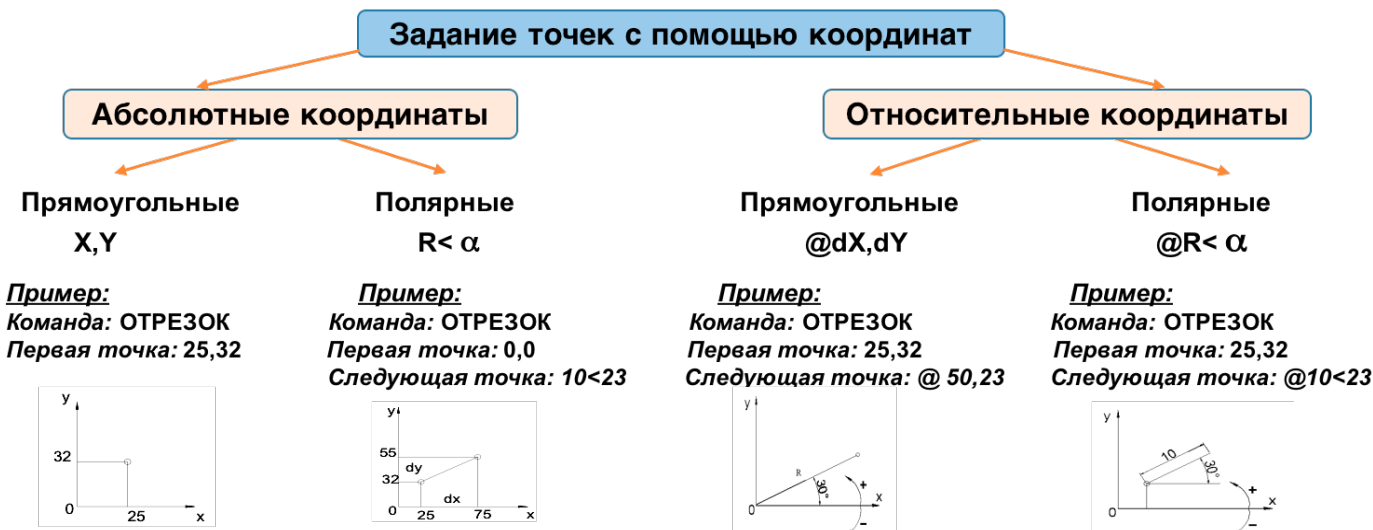 Задание точек с помощью координат
Абсолютные координаты
Относительные координаты
Прямоугольные
X,Y
Пример:
Команда: ОТРЕЗОК
Первая точка: 25,32
y
32
0
25
x
Полярные
R< α
Пример:
Команда: ОТРЕЗОК
Первая точка: 0,0
Следующая точка: 10<23
y
55
dy
32
dx
0
25
75
x
Прямоугольные
@dX,dY
Пример:
Команда: ОТРЕЗОК
Первая точка: 25,32
Следующая точка: @ 50,23
y
R
30°
+
x
0
−
Полярные
@R< α
Пример:
Команда: ОТРЕЗОК
Первая точка: 25,32
Следующая точка: @10<23
y
10
30°
+
x
0
−